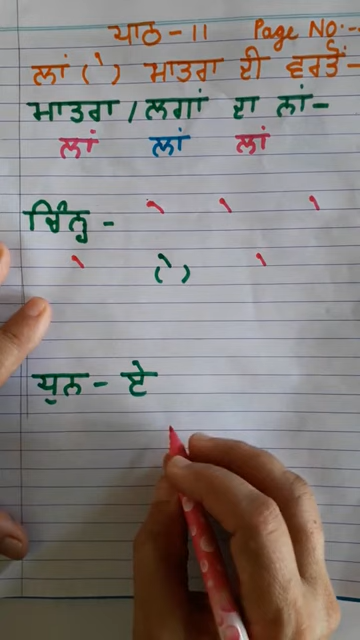 ਪਾਠ - 11 Page No:-
ਲਾਂ ( ੇ ) ਮਾਤਰਾ ਦੀ ਵਰਤੋਂ-
ਮਾਤਰਾ / ਲਗਾਂ ਦਾ ਨਾਂ-
ਲਾਂ ਲਾਂ ਲਾਂ
ਚਿੰਨ੍ਹ - ੇ ੇ ੇ
ੇ ( ੇ ) ੇ
ਧੁਨ - ਏ